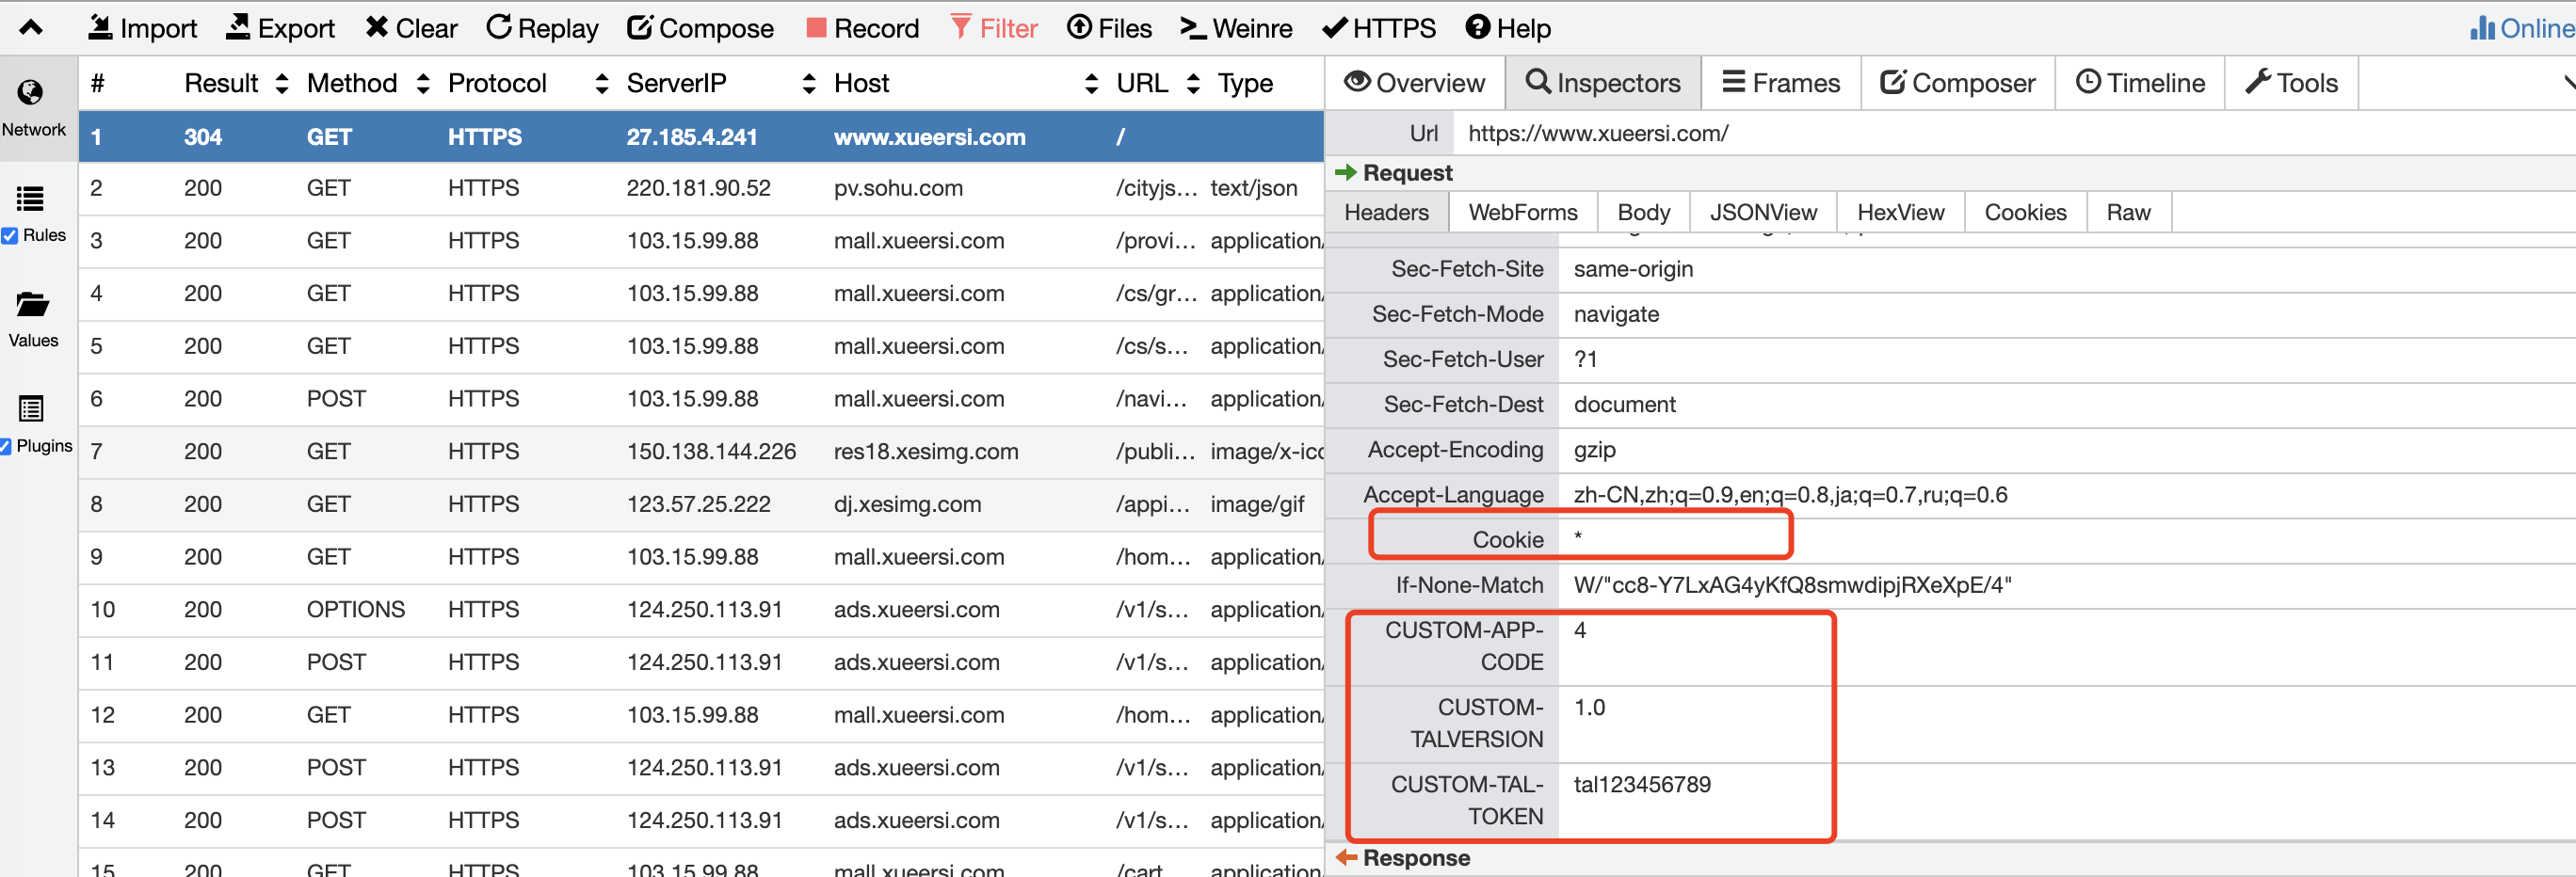 Import Export Clear Replay Compose Record Filter Files Weinre HTTPS Help Online
Network
Rules
Values
Plugins
# Result Method Protocol ServerIP Host URL Type
1 304 GET HTTPS 27.185.4.241 www.xueersi.com /
2 200 GET HTTPS 220.181.90.52 pv.sohu.com /cityjs... text/json
3 200 GET HTTPS 103.15.99.88 mall.xueersi.com /provi... application/
4 200 GET HTTPS 103.15.99.88 mall.xueersi.com /cs/gr... application/
5 200 GET HTTPS 103.15.99.88 mall.xueersi.com /cs/s... application/
6 200 POST HTTPS 103.15.99.88 mall.xueersi.com /navi... application/
7 200 GET HTTPS 150.138.144.226 res18.xesimg.com /publi... image/x-icc
8 200 GET HTTPS 123.57.25.222 dj.xesimg.com /appi... image/gif
9 200 GET HTTPS 103.15.99.88 mall.xueersi.com /hom... application/
10 200 OPTIONS HTTPS 124.250.113.91 ads.xueersi.com /v1/s... application/
11 200 POST HTTPS 124.250.113.91 ads.xueersi.com /v1/s... application/
12 200 GET HTTPS 103.15.99.88 mall.xueersi.com /hom... application/
13 200 POST HTTPS 124.250.113.91 ads.xueersi.com /v1/s... application/
14 200 POST HTTPS 124.250.113.91 ads.xueersi.com /v1/s... application/
15 200 GET HTTPS 103.15.99.88 mall.xueersi.com /cart application/
Overview Inspectors Frames Composer Timeline Tools
Url https://www.xueersi.com/
Request
Headers WebForms Body JSONView HexView Cookies Raw
Sec-Fetch-Site same-origin
Sec-Fetch-Mode navigate
Sec-Fetch-User ?1
Sec-Fetch-Dest document
Accept-Encoding gzip
Accept-Language zh-CN,zh;q=0.9,en;q=0.8,ja;q=0.7,ru;q=0.6
Cookie *
If-None-Match W/"cc8-Y7LxAG4yKfQ8smwdipjRXeXpE/4"
CUSTOM-APP- 4
CODE
CUSTOM- 1.0
TALVERSION
CUSTOM-TAL- tal123456789
TOKEN
Response